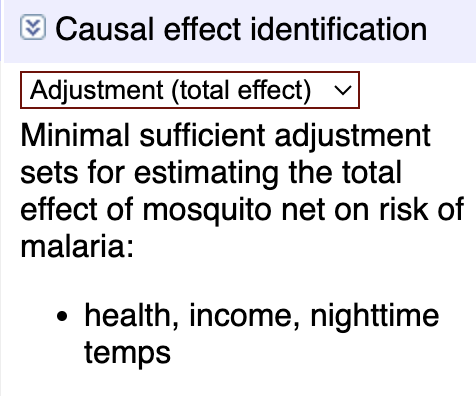 Causal effect identification
Adjustment (total effect)
Minimal sufficient adjustment
sets for estimating the total
effect of mosquito net on risk of
malaria:
• health, income, nighttime
temps